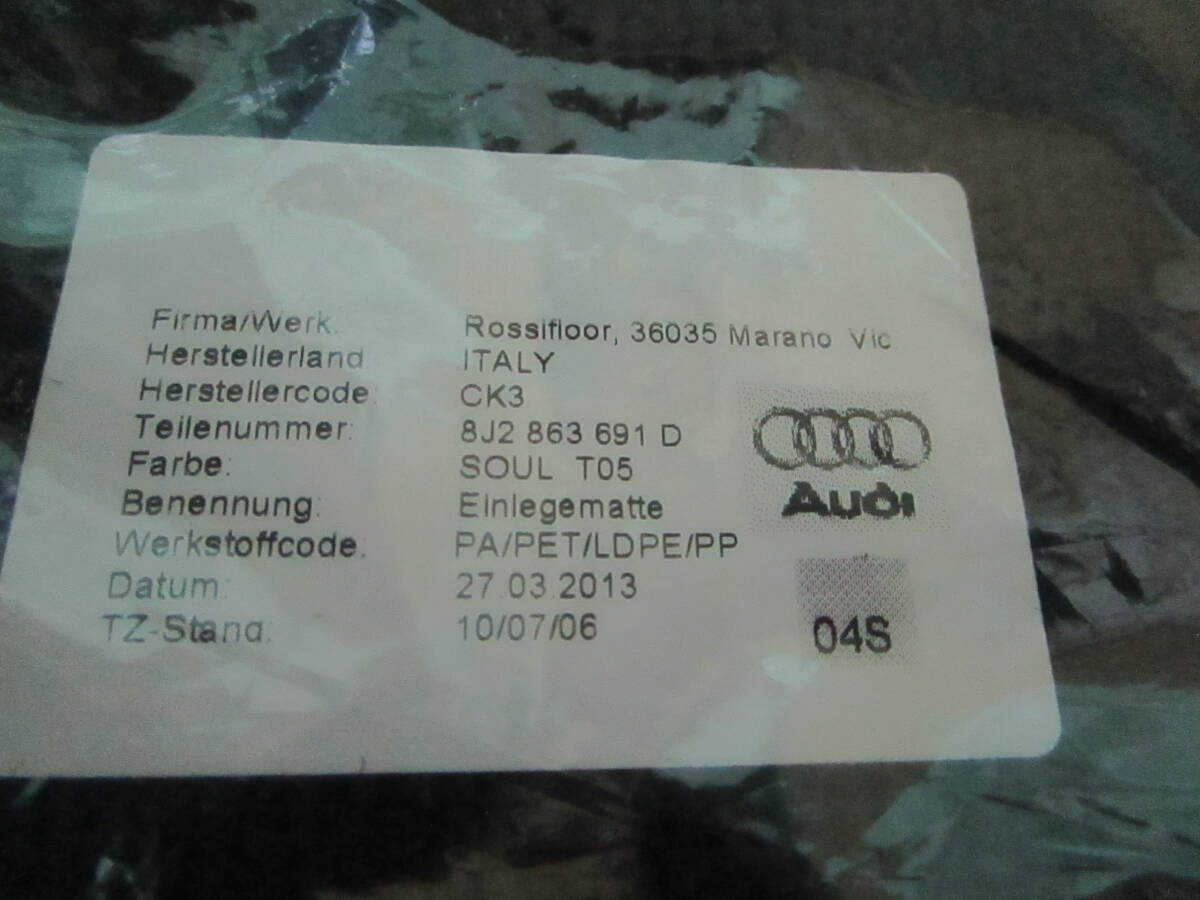 Firma/Werk: Rossifloor, 36035 Marano Vic.
Herstellerland ITALY
Herstellercode: CK3
Teilenummer: 8J2 863 691 D
Farbe: SOUL T05
Benennung: Einlegematte
Werkstoffcode: PA/PET/LDPE/PP
Datum: 27.03.2013
TZ-Stand: 10/07/06
Audi
04S